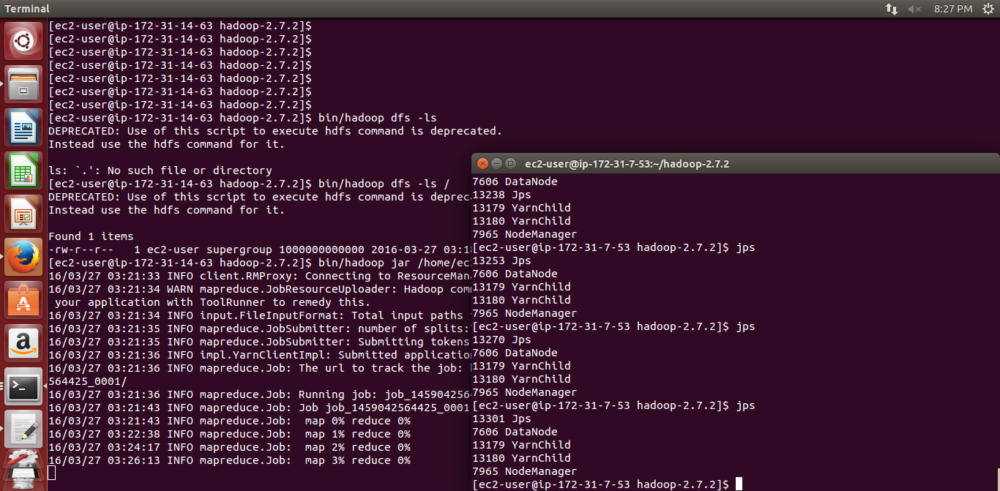 Terminal
8:27 PM
[ec2-user@ip-172-31-14-63 hadoop-2.7.2]$
[ec2-user@ip-172-31-14-63 hadoop-2.7.2]$
[ec2-user@ip-172-31-14-63 hadoop-2.7.2]$
[ec2-user@ip-172-31-14-63 hadoop-2.7.2]$
[ec2-user@ip-172-31-14-63 hadoop-2.7.2]$
[ec2-user@ip-172-31-14-63 hadoop-2.7.2]$
[ec2-user@ip-172-31-14-63 hadoop-2.7.2]$
[ec2-user@ip-172-31-14-63 hadoop-2.7.2]$ bin/hadoop dfs -ls
DEPRECATED: Use of this script to execute hdfs command is deprecated.
Instead use the hdfs command for it.
ls: `.': No such file or directory
[ec2-user@ip-172-31-14-63 hadoop-2.7.2]$ bin/hadoop dfs -ls /
DEPRECATED: Use of this script to execute hdfs command is deprec
Instead use the hdfs command for it.
Found 1 items
-rw-r--r--   1 ec2-user supergroup 1000000000000 2016-03-27 03:1
[ec2-user@ip-172-31-14-63 hadoop-2.7.2]$ bin/hadoop jar /home/ec
16/03/27 03:21:33 INFO client.RMProxy: Connecting to ResourceMan
16/03/27 03:21:34 WARN mapreduce.JobResourceUploader: Hadoop com
your application with ToolRunner to remedy this.
16/03/27 03:21:34 INFO input.FileInputFormat: Total input paths
16/03/27 03:21:35 INFO mapreduce.JobSubmitter: number of splits:
16/03/27 03:21:35 INFO mapreduce.JobSubmitter: Submitting tokens
16/03/27 03:21:36 INFO impl.YarnClientImpl: Submitted applicatio
16/03/27 03:21:36 INFO mapreduce.Job: The url to track the job:
564425_0001/
16/03/27 03:21:36 INFO mapreduce.Job: Running job: job_145904256
16/03/27 03:21:43 INFO mapreduce.Job: Job job_1459042564425_0001
16/03/27 03:21:43 INFO mapreduce.Job:  map 0% reduce 0%
16/03/27 03:22:38 INFO mapreduce.Job:  map 1% reduce 0%
16/03/27 03:24:17 INFO mapreduce.Job:  map 2% reduce 0%
16/03/27 03:26:13 INFO mapreduce.Job:  map 3% reduce 0%
ec2-user@ip-172-31-7-53:~/hadoop-2.7.2
7606 DataNode
13238 Jps
13179 YarnChild
13180 YarnChild
7965 NodeManager
[ec2-user@ip-172-31-7-53 hadoop-2.7.2]$ jps
13253 Jps
7606 DataNode
13179 YarnChild
13180 YarnChild
7965 NodeManager
[ec2-user@ip-172-31-7-53 hadoop-2.7.2]$ jps
13270 Jps
7606 DataNode
13179 YarnChild
13180 YarnChild
7965 NodeManager
[ec2-user@ip-172-31-7-53 hadoop-2.7.2]$ jps
13301 Jps
7606 DataNode
13179 YarnChild
13180 YarnChild
7965 NodeManager
[ec2-user@ip-172-31-7-53 hadoop-2.7.2]$